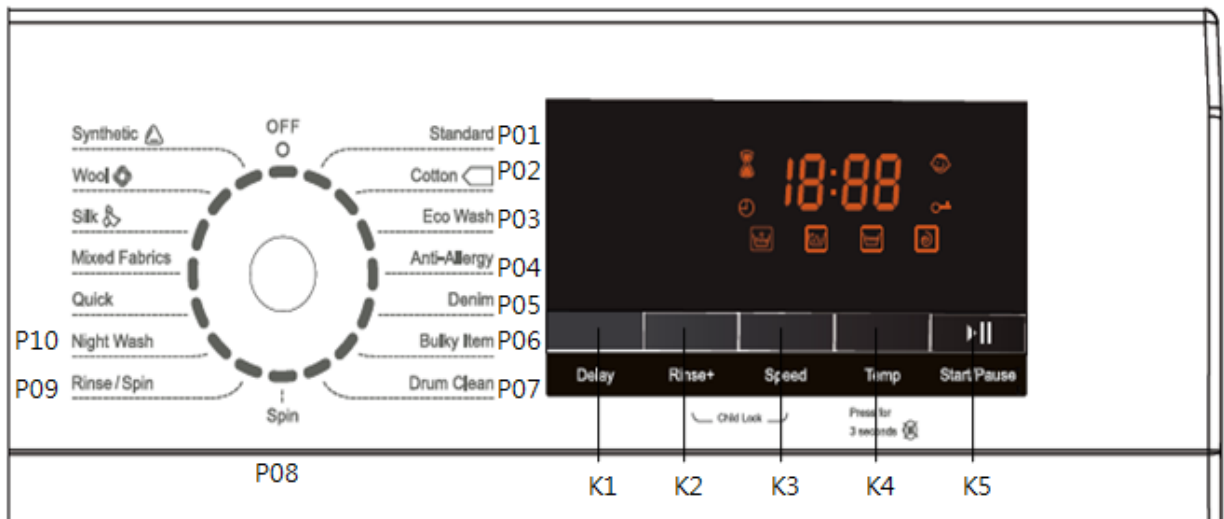 OFF
Synthetic
Standard P01
Wool
Cotton P02
Silk
Eco Wash P03
Mixed Fabrics
Anti-Allergy P04
Quick
Denim P05
P10 Night Wash
Bulky Item P06
P09 Rinse/Spin
Drum Clean P07
Spin
P08
18:88
Delay Rinse+ Speed Temp Start/Pause
Child Lock
Press for
3 seconds
K1 K2 K3 K4 K5